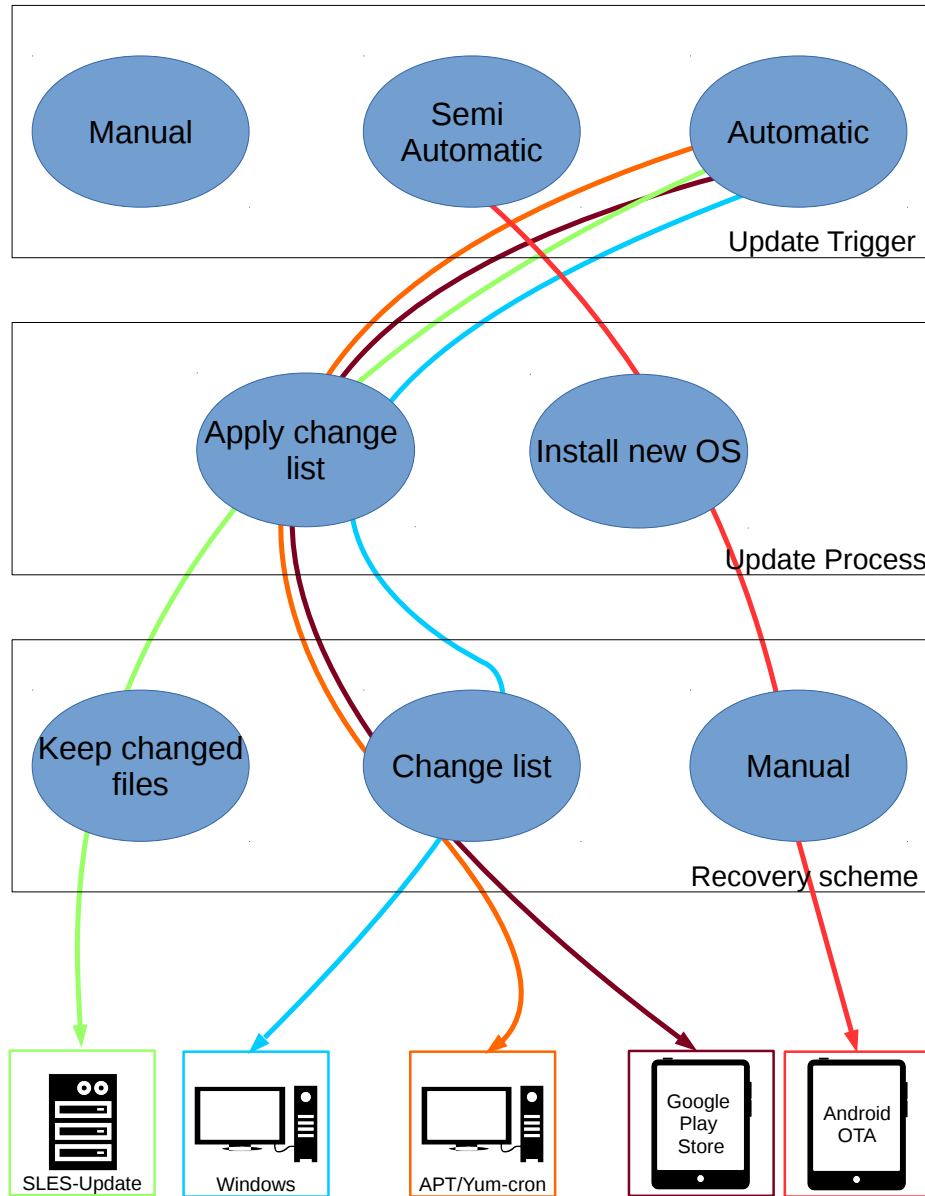 Manual
Semi
Automatic
Automatic
Update Trigger
Apply change
list
Install new OS
Update Process
Keep changed
files
Change list
Manual
Recovery scheme
SLES-Update
Windows
APT/Yum-cron
Google
Play
Store
Android
OTA